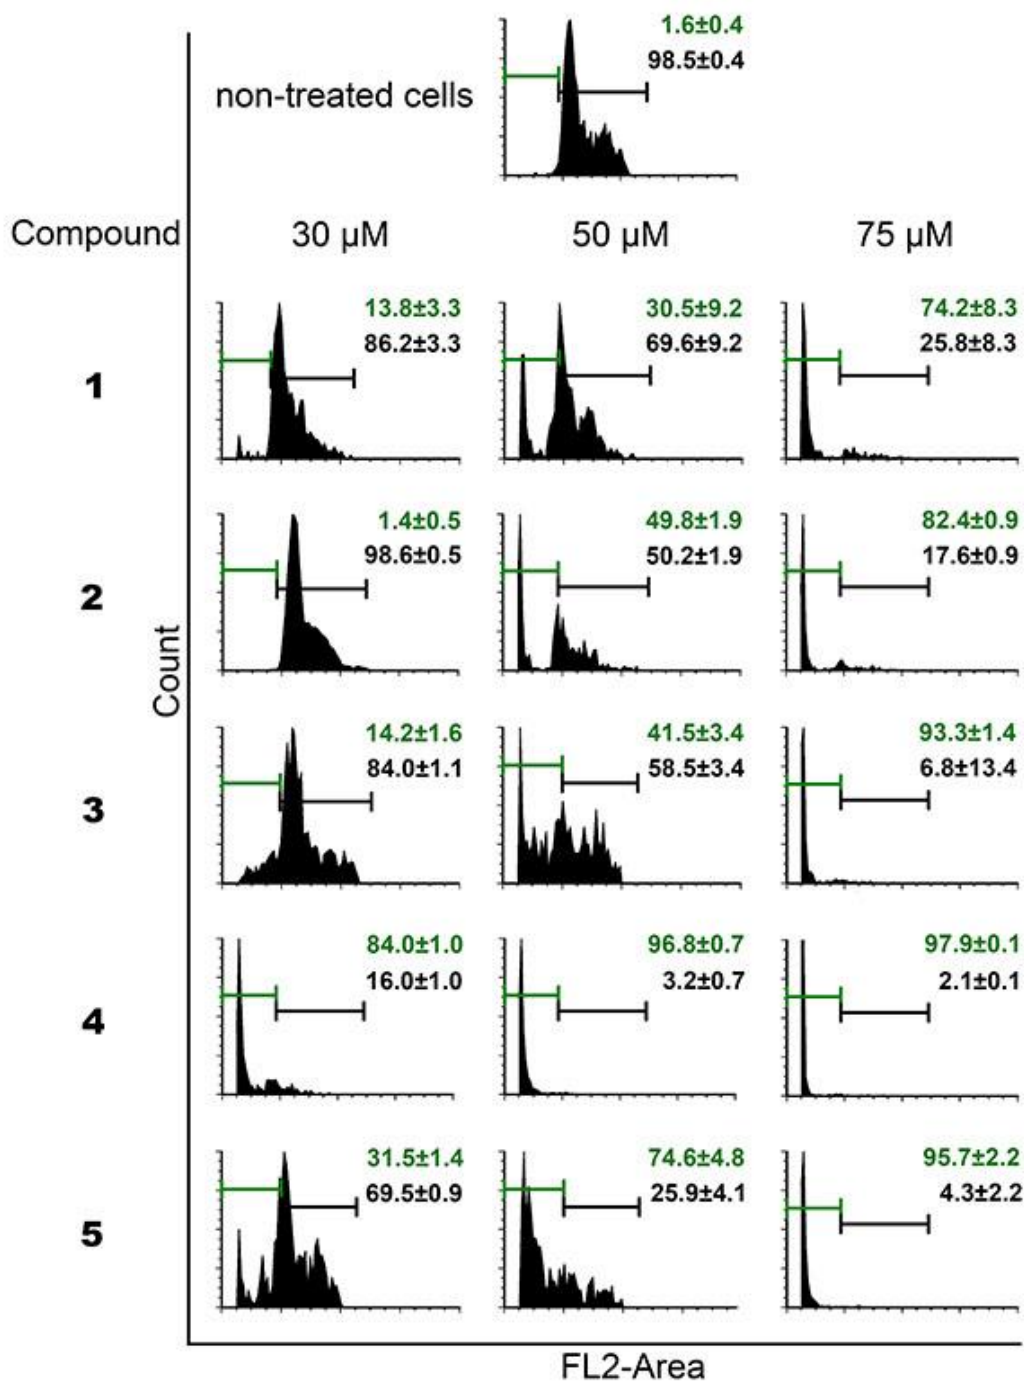 1.6±0.4
98.5±0.4
non-treated cells
Compound 30 µM 50 µM 75 µM
13.8±3.3 30.5±9.2 74.2±8.3
86.2±3.3 69.6±9.2 25.8±8.3
1
1.4±0.5 49.8±1.9 82.4±0.9
98.6±0.5 50.2±1.9 17.6±0.9
2
Count
14.2±1.6 41.5±3.4 93.3±1.4
84.0±1.1 58.5±3.4 6.8±13.4
3
84.0±1.0 96.8±0.7 97.9±0.1
16.0±1.0 3.2±0.7 2.1±0.1
4
31.5±1.4 74.6±4.8 95.7±2.2
69.5±0.9 25.9±4.1 4.3±2.2
5
FL2-Area